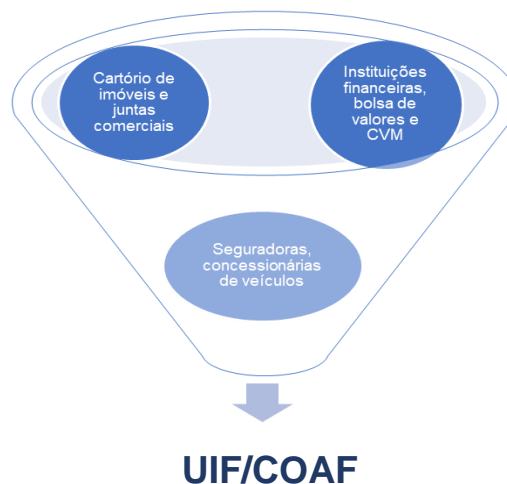 Cartório de
imóveis e
juntas
comerciais
Instituições
financeiras,
bolsa de
valores e
CVM
Seguradoras,
concessionárias
de veículos
UIF/COAF